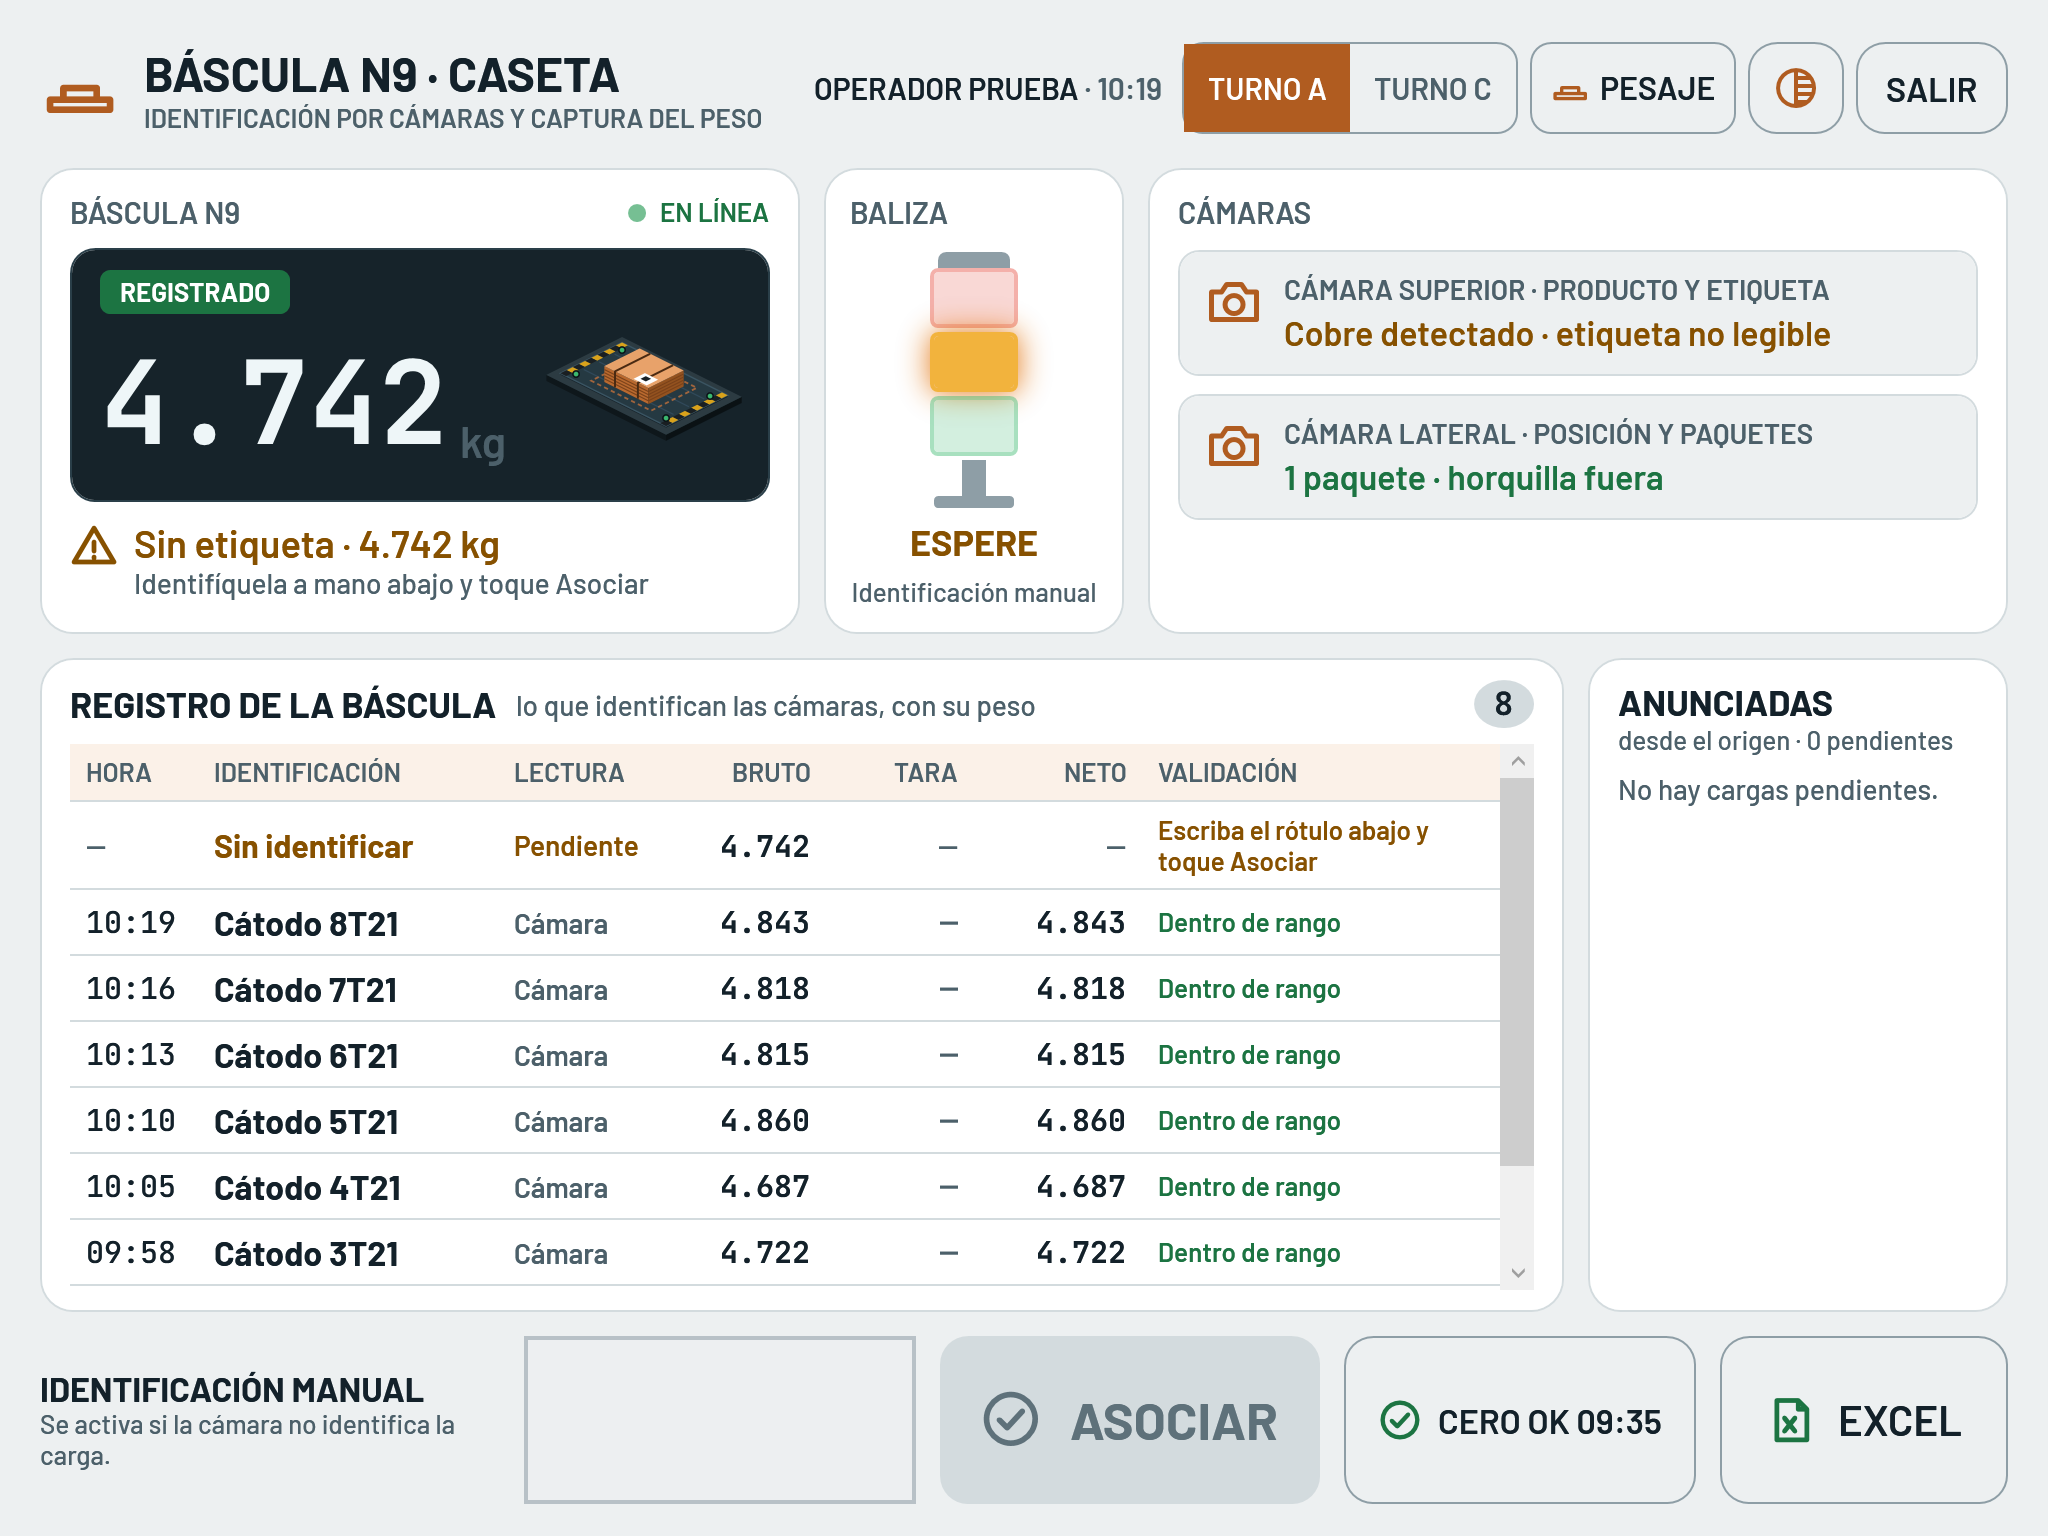 BÁSCULA N9 · CASETA
IDENTIFICACIÓN POR CÁMARAS Y CAPTURA DEL PESO
OPERADOR PRUEBA · 10:19
TURNO A
TURNO C
PESAJE
SALIR
BÁSCULA N9
EN LÍNEA
REGISTRADO
4.742 kg
Sin etiqueta · 4.742 kg
Identifíquela a mano abajo y toque Asociar
BALIZA
ESPERE
Identificación manual
CÁMARAS
CÁMARA SUPERIOR · PRODUCTO Y ETIQUETA
Cobre detectado · etiqueta no legible
CÁMARA LATERAL · POSICIÓN Y PAQUETES
1 paquete · horquilla fuera
REGISTRO DE LA BÁSCULA lo que identifican las cámaras, con su peso 8
HORA IDENTIFICACIÓN LECTURA BRUTO TARA NETO VALIDACIÓN
— Sin identificar Pendiente 4.742 — — Escriba el rótulo abajo y
toque Asociar
10:19 Cátodo 8T21 Cámara 4.843 — 4.843 Dentro de rango
10:16 Cátodo 7T21 Cámara 4.818 — 4.818 Dentro de rango
10:13 Cátodo 6T21 Cámara 4.815 — 4.815 Dentro de rango
10:10 Cátodo 5T21 Cámara 4.860 — 4.860 Dentro de rango
10:05 Cátodo 4T21 Cámara 4.687 — 4.687 Dentro de rango
09:58 Cátodo 3T21 Cámara 4.722 — 4.722 Dentro de rango
ANUNCIADAS
desde el origen · 0 pendientes
No hay cargas pendientes.
IDENTIFICACIÓN MANUAL
Se activa si la cámara no identifica la
carga.
ASOCIAR
CERO OK 09:35
EXCEL